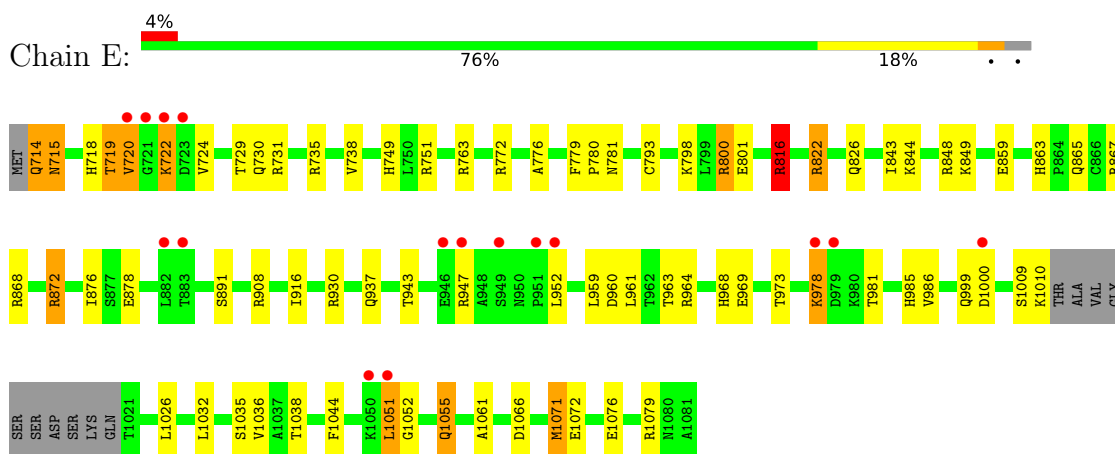 4%
Chain E:
76% 18% • •
MET Q714 N715 H718 T719 V720 G721 K722 D723 V724 T729 Q730 R731 R735 V738 H749 L750 R751 R763 R772 A776 F779 P780 N781 C793 K798 L799 R800 E801 R816 R822 Q826 I843 K844 R848 K849 E859 H863 P864 Q865 C866
R868 R872 I876 S877 E878 L882 T883 S891 R908 I916 R930 Q937 T943 E946 R947 A948 S949 N950 P951 L952 L959 D960 L961 T962 T963 R964 H968 E969 T973 K978 D979 K980 T981 H985 V986 Q999 D1000 S1009 K1010 THR ALA VAL
SER SER ASP SER LYS GLN T1021 L1026 L1032 S1035 V1036 A1037 T1038 F1044 K1050 L1051 G1052 Q1055 A1061 D1066 M1071 E1072 E1076 R1079 N1080 A1081